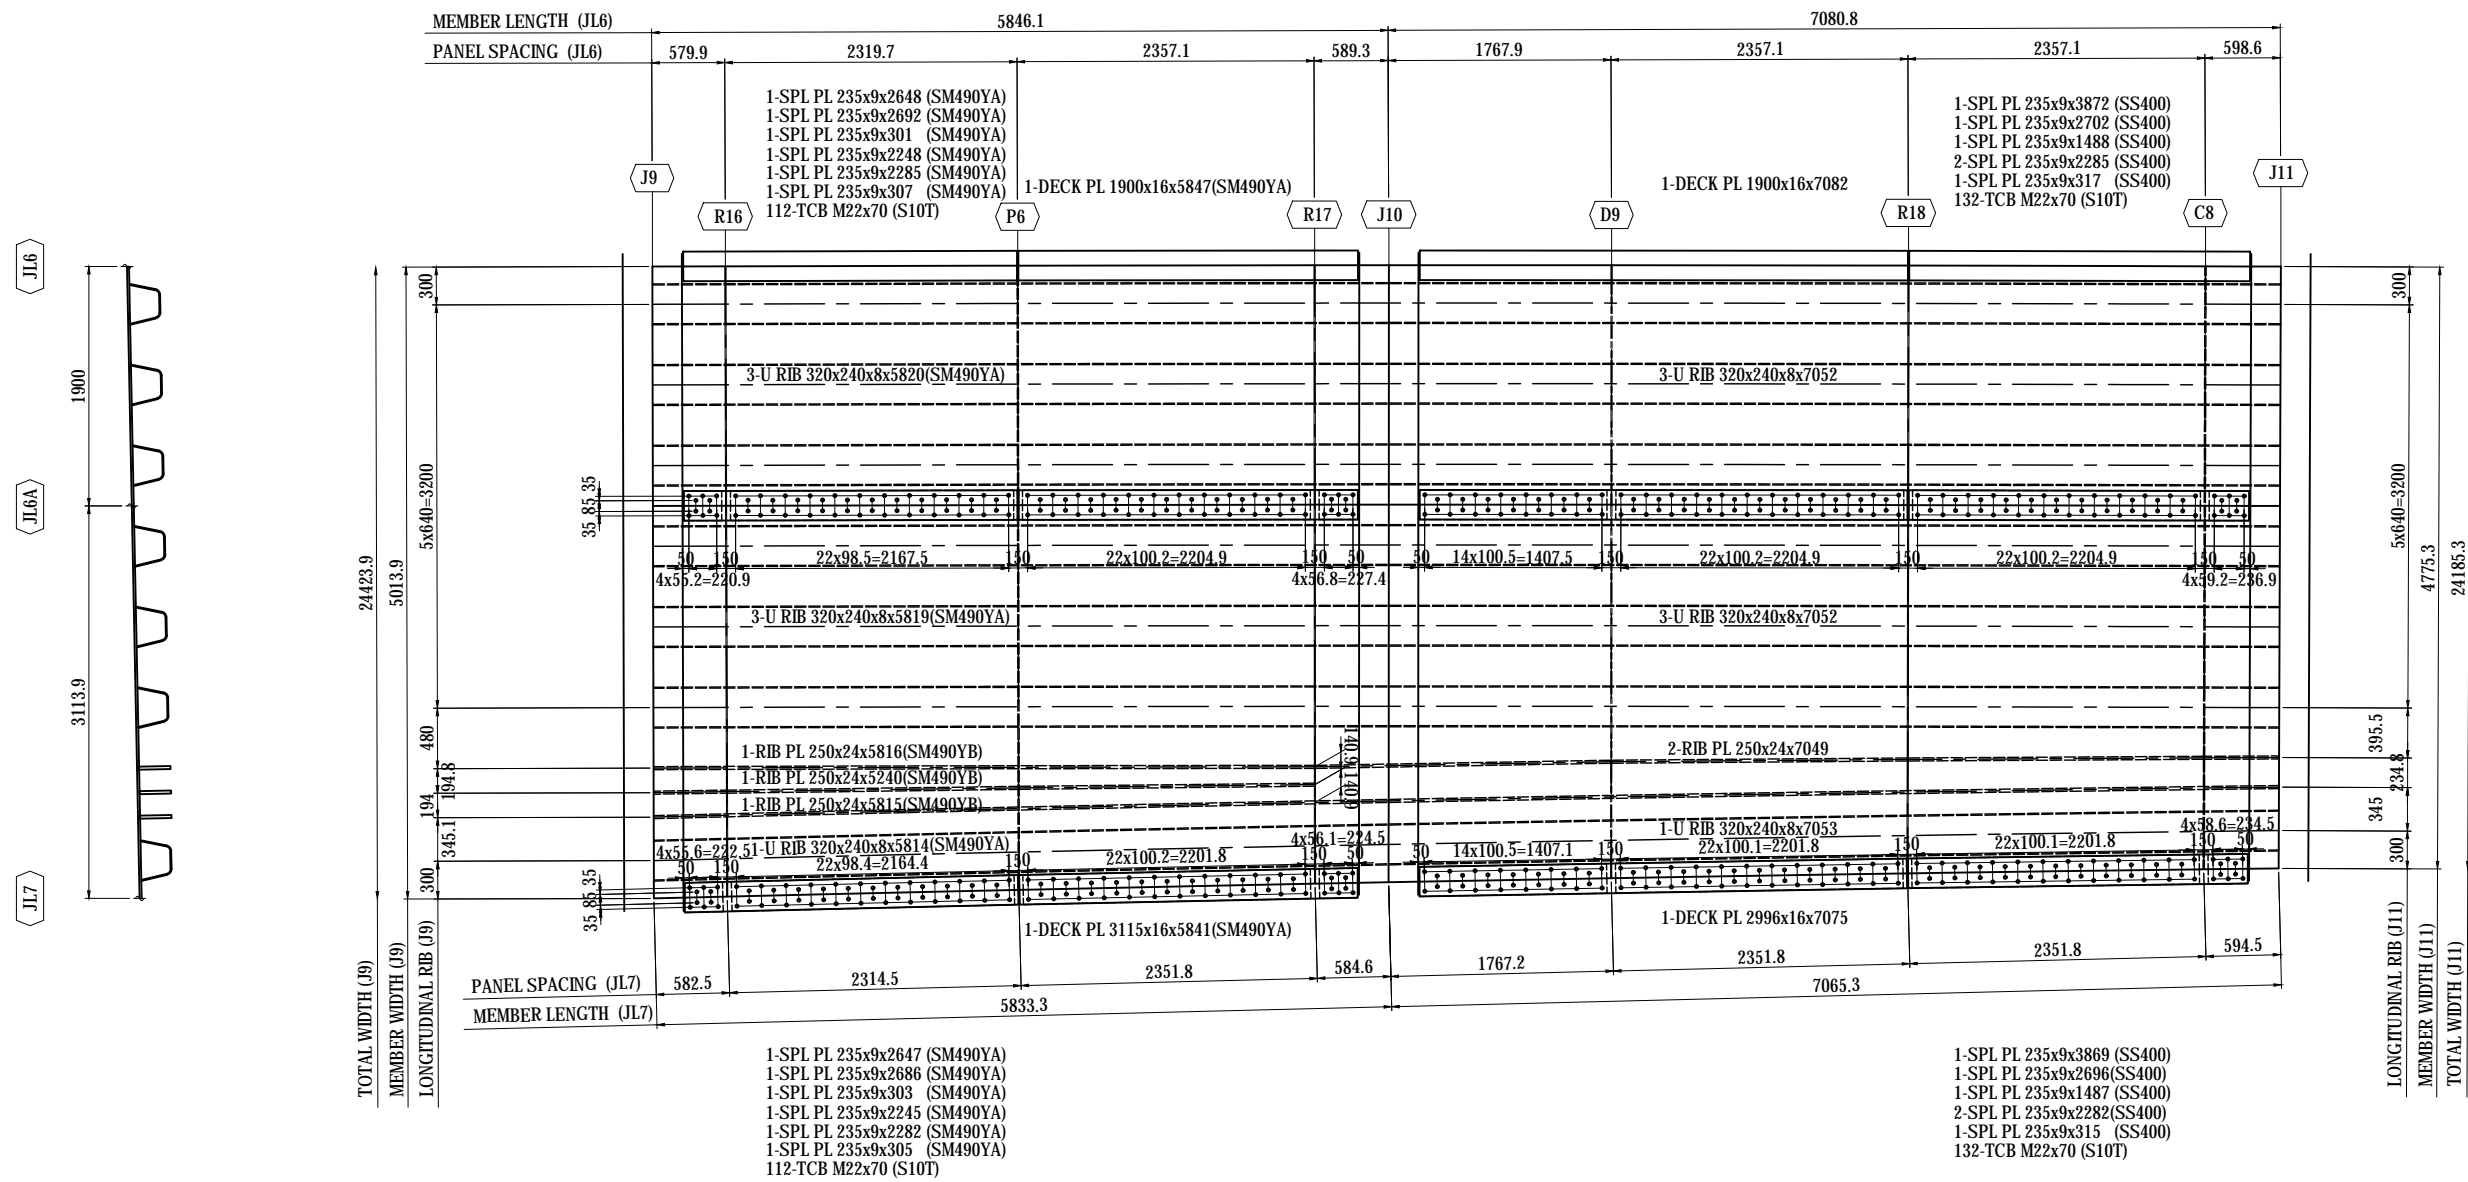 MEMBER LENGTH (JL6) 5846.1 7080.8
PANEL SPACING (JL6) 579.9 2319.7 2357.1 589.3 1767.9 2357.1 2357.1 598.6
1-SPL PL 235x9x2648 (SM490YA)
1-SPL PL 235x9x2692 (SM490YA)
1-SPL PL 235x9x301 (SM490YA)
1-SPL PL 235x9x2248 (SM490YA)
1-SPL PL 235x9x2285 (SM490YA)
1-SPL PL 235x9x307 (SM490YA)
112-TCB M22x70 (S10T)
1-SPL PL 235x9x3872 (SS400)
1-SPL PL 235x9x2702 (SS400)
1-SPL PL 235x9x1488 (SS400)
2-SPL PL 235x9x2285 (SS400)
1-SPL PL 235x9x317 (SS400)
132-TCB M22x70 (S10T)
1-DECK PL 1900x16x5847(SM490YA)
1-DECK PL 1900x16x7082
J9 R16 P6 R17 J10 D9 R18 C8 J11
JL6
JL6A
JL7
1900
3113.9
24423.9
5013.9
300
5x640=3200
480
194.8
194
345.1
300
3-U RIB 320x240x8x5820(SM490YA)
3-U RIB 320x240x8x7052
35
85
35
50 150 22x98.5=2167.5 150 22x100.2=2204.9 150 50 50 14x100.5=1407.5 150 22x100.2=2204.9 150 22x100.2=2204.9 150 50
4x55.2=220.9 4x56.8=227.4 4x59.2=236.9
3-U RIB 320x240x8x5819(SM490YA)
3-U RIB 320x240x8x7052
1-RIB PL 250x24x5816(SM490YB)
1-RIB PL 250x24x5240(SM490YB)
1-RIB PL 250x24x5815(SM490YB)
140.9
140.9
2-RIB PL 250x24x7049
1-U RIB 320x240x8x5814(SM490YA)
1-U RIB 320x240x8x7053
4x55.6=222.5 4x56.1=224.5 4x58.6=234.5
50 150 22x98.4=2164.4 150 22x100.2=2201.8 150 50 50 14x100.5=1407.1 150 22x100.1=2201.8 150 22x100.1=2201.8 150 50
35
85
35
1-DECK PL 3115x16x5841(SM490YA)
1-DECK PL 2996x16x7075
300
5x640=3200
395.5
234.8
345
300
4775.3
24185.3
PANEL SPACING (JL7) 582.5 2314.5 2351.8 584.6 1767.2 2351.8 2351.8 594.5
MEMBER LENGTH (JL7) 5833.3 7065.3
TOTAL WIDTH (J9)
MEMBER WIDTH (J9)
LONGITUDINAL RIB (J9)
LONGITUDINAL RIB (J11)
MEMBER WIDTH (J11)
TOTAL WIDTH (J11)
1-SPL PL 235x9x2647 (SM490YA)
1-SPL PL 235x9x2686 (SM490YA)
1-SPL PL 235x9x303 (SM490YA)
1-SPL PL 235x9x2245 (SM490YA)
1-SPL PL 235x9x2282 (SM490YA)
1-SPL PL 235x9x305 (SM490YA)
112-TCB M22x70 (S10T)
1-SPL PL 235x9x3869 (SS400)
1-SPL PL 235x9x2696(SS400)
1-SPL PL 235x9x1487 (SS400)
2-SPL PL 235x9x2282(SS400)
1-SPL PL 235x9x315 (SS400)
132-TCB M22x70 (S10T)